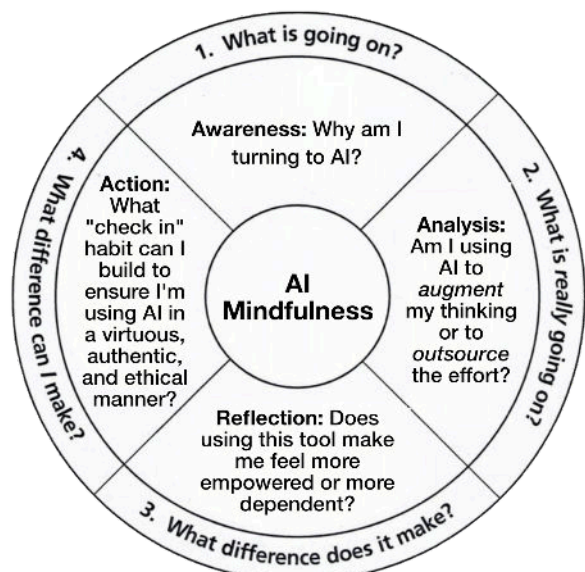 1. What is going on?
Awareness: Why am I
turning to AI?
2. What is really going on?
Analysis:
Am I using
AI to
augment
my thinking
or to
outsource
the effort?
3. What difference does it make?
Reflection: Does
using this tool make
me feel more
empowered or more
dependent?
4. What difference can I make?
Action:
What
"check in"
habit can I
build to
ensure I'm
using AI in
a virtuous,
authentic,
and ethical
manner?
AI
Mindfulness